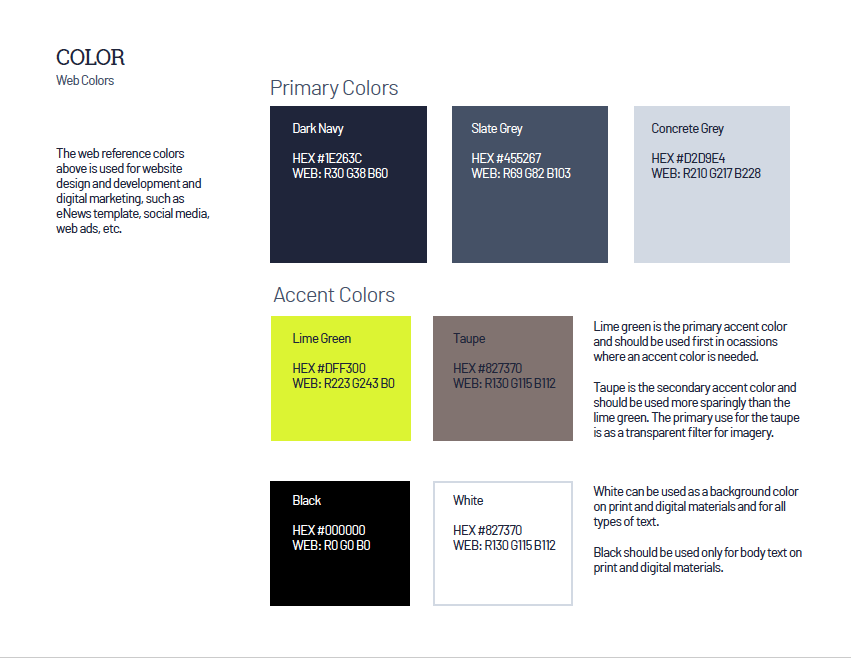 COLOR
Web Colors
The web reference colors
above is used for website
design and development and
digital marketing, such as
eNews template, social media,
web ads, etc.
Primary Colors
Dark Navy
HEX #1E263C
WEB: R30 G38 B60
Slate Grey
HEX #455267
WEB: R69 G82 B103
Concrete Grey
HEX #D2D9E4
WEB: R210 G217 B228
Accent Colors
Lime Green
HEX #DFF300
WEB: R223 G243 B0
Taupe
HEX #827370
WEB: R130 G115 B112
Lime green is the primary accent color
and should be used first in ocassions
where an accent color is needed.
Taupe is the secondary accent color and
should be used more sparingly than the
lime green. The primary use for the taupe
is as a transparent filter for imagery.
Black
HEX #000000
WEB: R0 G0 B0
White
HEX #827370
WEB: R130 G115 B112
White can be used as a background color
on print and digital materials and for all
types of text.
Black should be used only for body text on
print and digital materials.